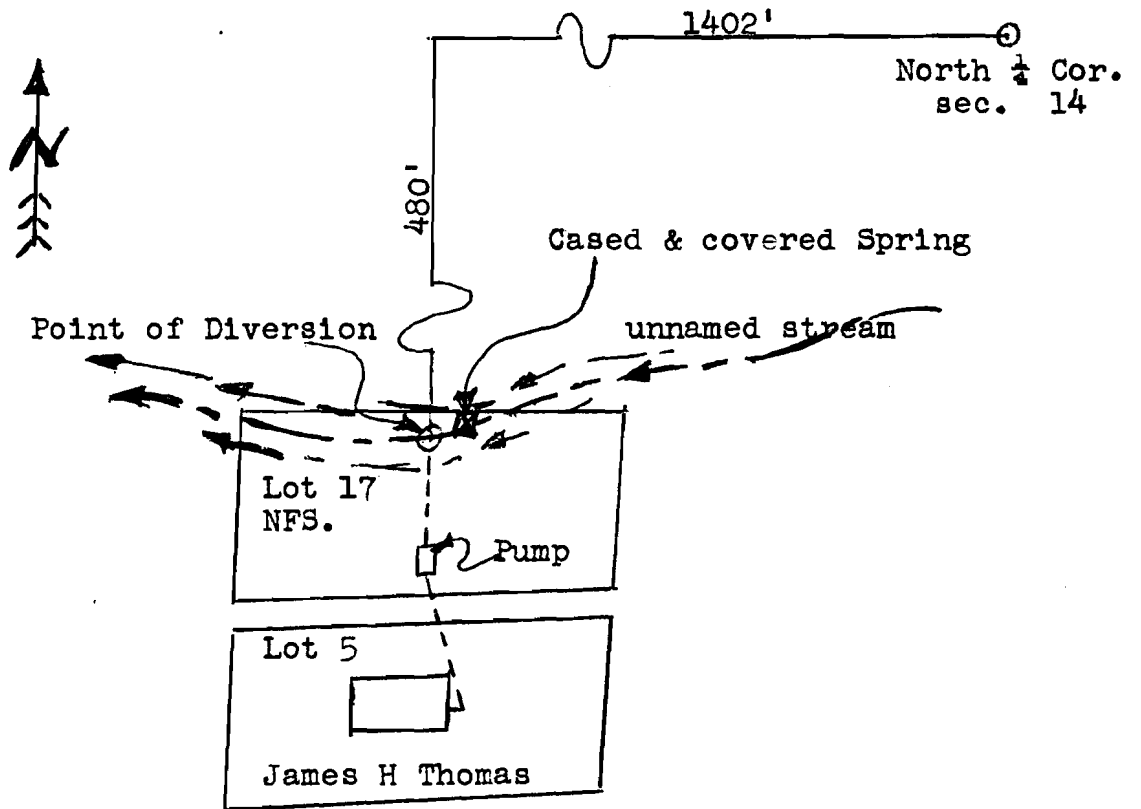 1402'
North ¼ Cor.
sec. 14
N
480'
Cased & covered Spring
Point of Diversion
unnamed stream
Lot 17
NFS.
Pump
Lot 5
James H Thomas